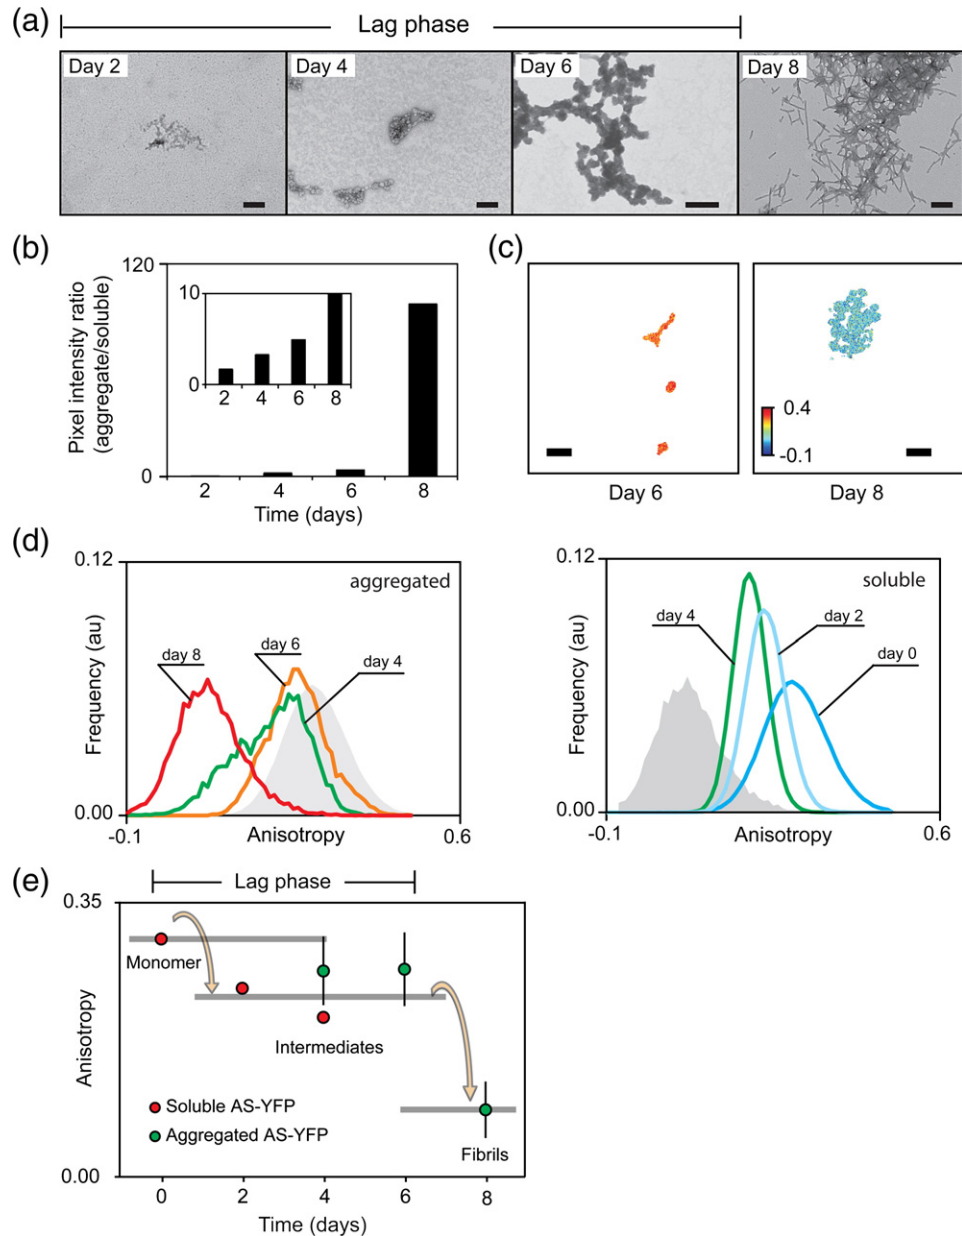 (a)
Lag phase
Day 2
Day 4
Day 6
Day 8
(b)
120
Pixel intensity ratio
(aggregate/soluble)
10
0
2 4 6 8
0
2 4 6 8
Time (days)
(c)
0.4
-0.1
Day 6
Day 8
(d)
0.12
aggregated
Frequency (au)
day 8
day 6
day 4
0.00
-0.1
Anisotropy
0.6
0.12
soluble
Frequency (au)
day 4
day 2
day 0
0.00
-0.1
Anisotropy
0.6
(e)
Lag phase
0.35
Anisotropy
Monomer
Intermediates
Soluble AS-YFP
Aggregated AS-YFP
Fibrils
0.00
0 2 4 6 8
Time (days)